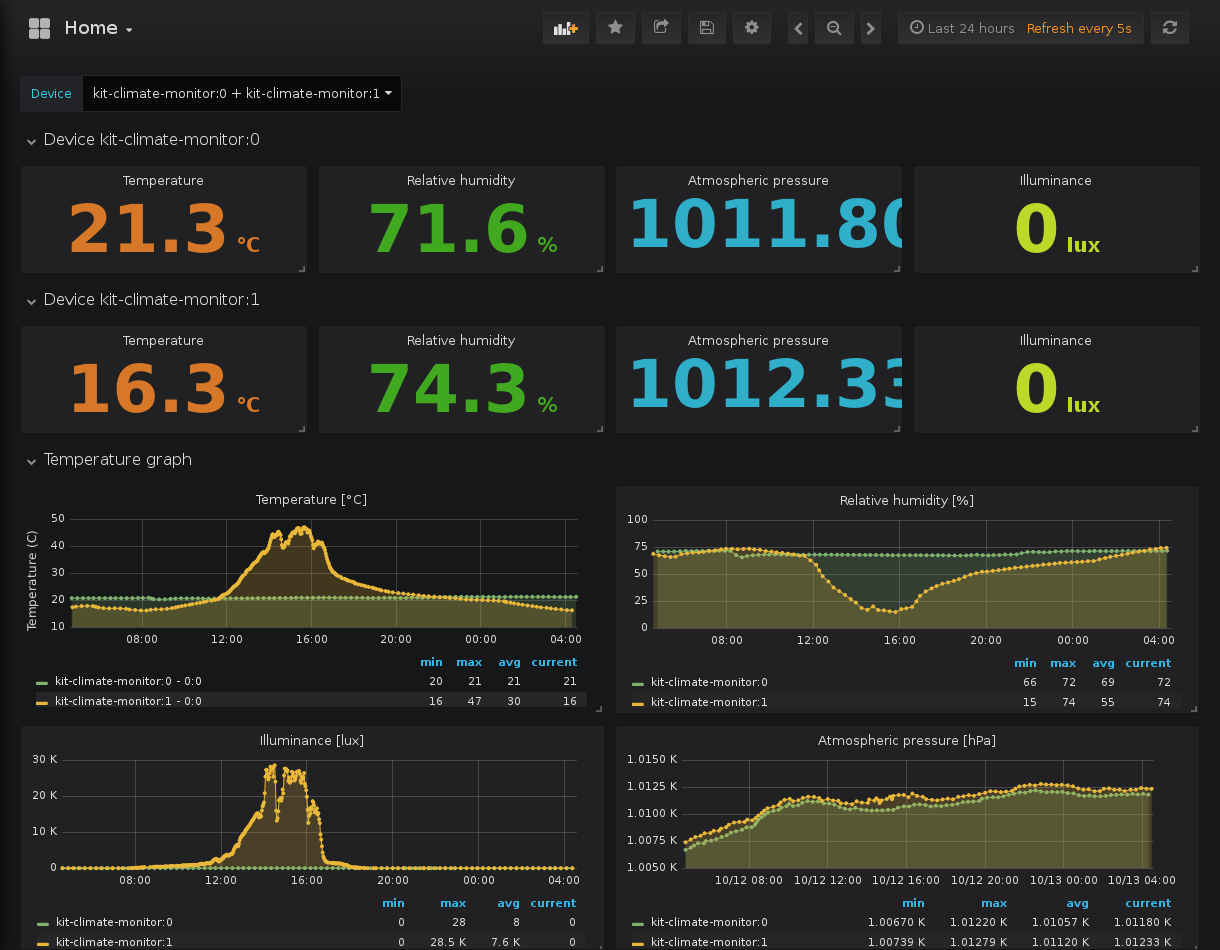 Home
Last 24 hours Refresh every 5s
Device kit-climate-monitor:0 + kit-climate-monitor:1
Device kit-climate-monitor:0
Temperature Relative humidity Atmospheric pressure Illuminance
21.3 °C 71.6 % 1011.80 0 lux
Device kit-climate-monitor:1
Temperature Relative humidity Atmospheric pressure Illuminance
16.3 °C 74.3 % 1012.33 0 lux
Temperature graph
Temperature [°C]
Temperature (C)
50
40
30
20
10
08:00 12:00 16:00 20:00 00:00 04:00
min max avg current
kit-climate-monitor:0 - 0:0 20 21 21 21
kit-climate-monitor:1 - 0:0 16 47 30 16
Relative humidity [%]
100
75
50
25
0
08:00 12:00 16:00 20:00 00:00 04:00
min max avg current
kit-climate-monitor:0 66 72 69 72
kit-climate-monitor:1 15 74 55 74
Illuminance [lux]
30 K
20 K
10 K
0
08:00 12:00 16:00 20:00 00:00 04:00
min max avg current
kit-climate-monitor:0 0 28 8 0
kit-climate-monitor:1 0 28.5 K 7.6 K 0
Atmospheric pressure [hPa]
1.0150 K
1.0125 K
1.0100 K
1.0075 K
1.0050 K
10/12 08:00 10/12 12:00 10/12 16:00 10/12 20:00 10/13 00:00 10/13 04:00
min max avg current
kit-climate-monitor:0 1.00670 K 1.01220 K 1.01057 K 1.01180 K
kit-climate-monitor:1 1.00739 K 1.01279 K 1.01120 K 1.01233 K